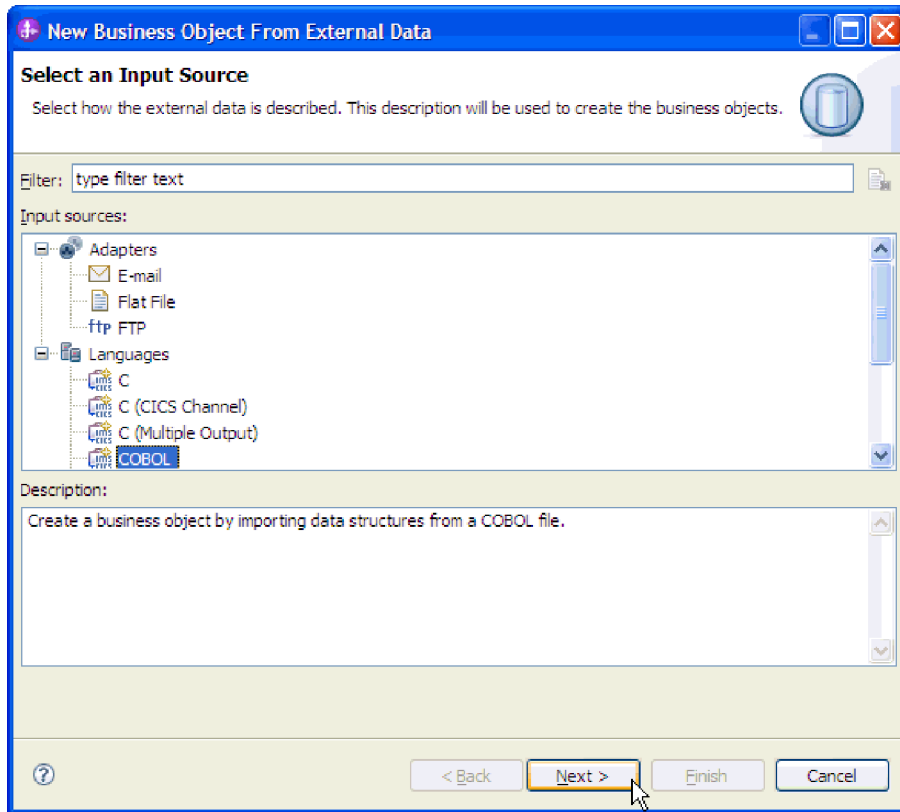 New Business Object From External Data
Select an Input Source
Select how the external data is described. This description will be used to create the business objects.
Filter: type filter text
Input sources:
Adapters
E-mail
Flat File
ftp FTP
Languages
C
C (CICS Channel)
C (Multiple Output)
COBOL
Description:
Create a business object by importing data structures from a COBOL file.
? < Back Next > Finish Cancel